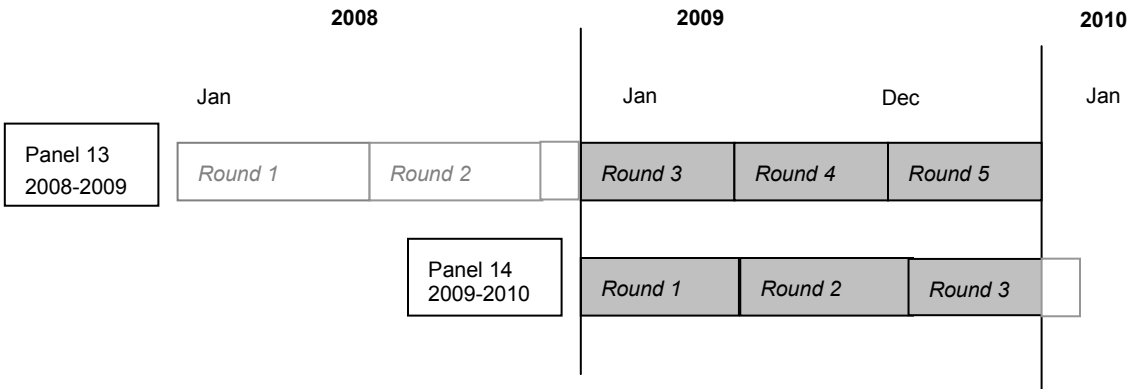 2008 2009 2010
Jan Jan Dec Jan
Panel 13
2008-2009
Round 1 Round 2 Round 3 Round 4 Round 5
Panel 14
2009-2010
Round 1 Round 2 Round 3